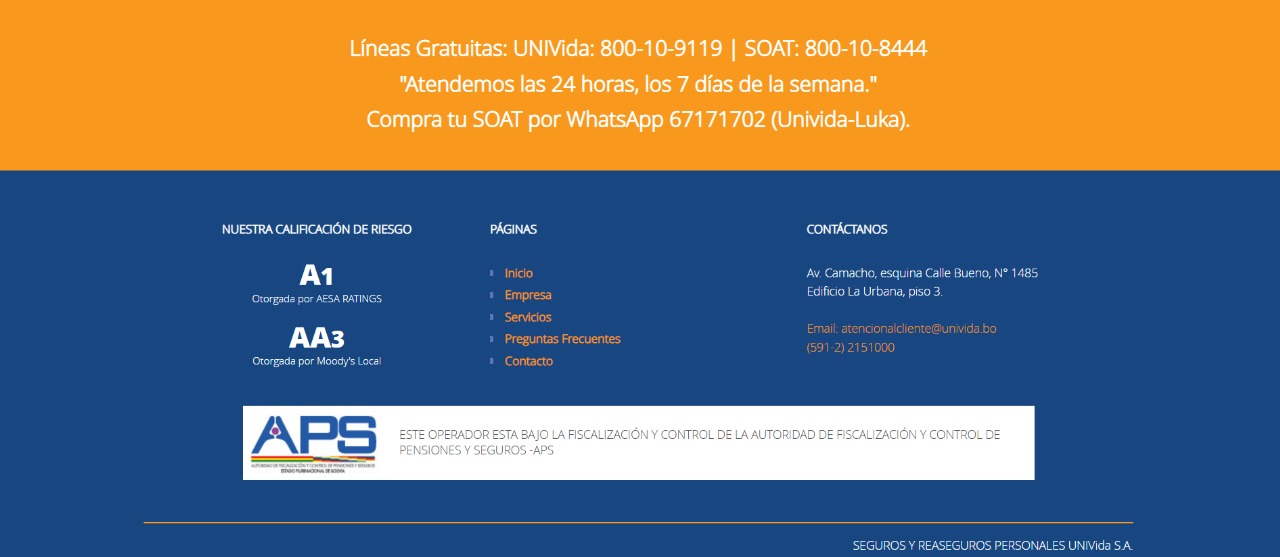 Líneas Gratuitas: UNIVida: 800-10-9119 | SOAT: 800-10-8444
"Atendemos las 24 horas, los 7 días de la semana."
Compra tu SOAT por WhatsApp 67171702 (Univida-Luka).
NUESTRA CALIFICACIÓN DE RIESGO
A1
Otorgada por AESA RATINGS
AA3
Otorgada por Moody's Local
PÁGINAS
Inicio
Empresa
Servicios
Preguntas Frecuentes
Contacto
CONTÁCTANOS
Av. Camacho, esquina Calle Bueno, N° 1485
Edificio La Urbana, piso 3.
Email: atencionalcliente@univida.bo
(591-2) 2151000
APS
AUTORIDAD DE FISCALIZACIÓN Y CONTROL DE PENSIONES Y SEGUROS
ESTADO PLURINACIONAL DE BOLIVIA
ESTE OPERADOR ESTA BAJO LA FISCALIZACIÓN Y CONTROL DE LA AUTORIDAD DE FISCALIZACIÓN Y CONTROL DE
PENSIONES Y SEGUROS -APS
SEGUROS Y REASEGUROS PERSONALES UNIVida S.A.